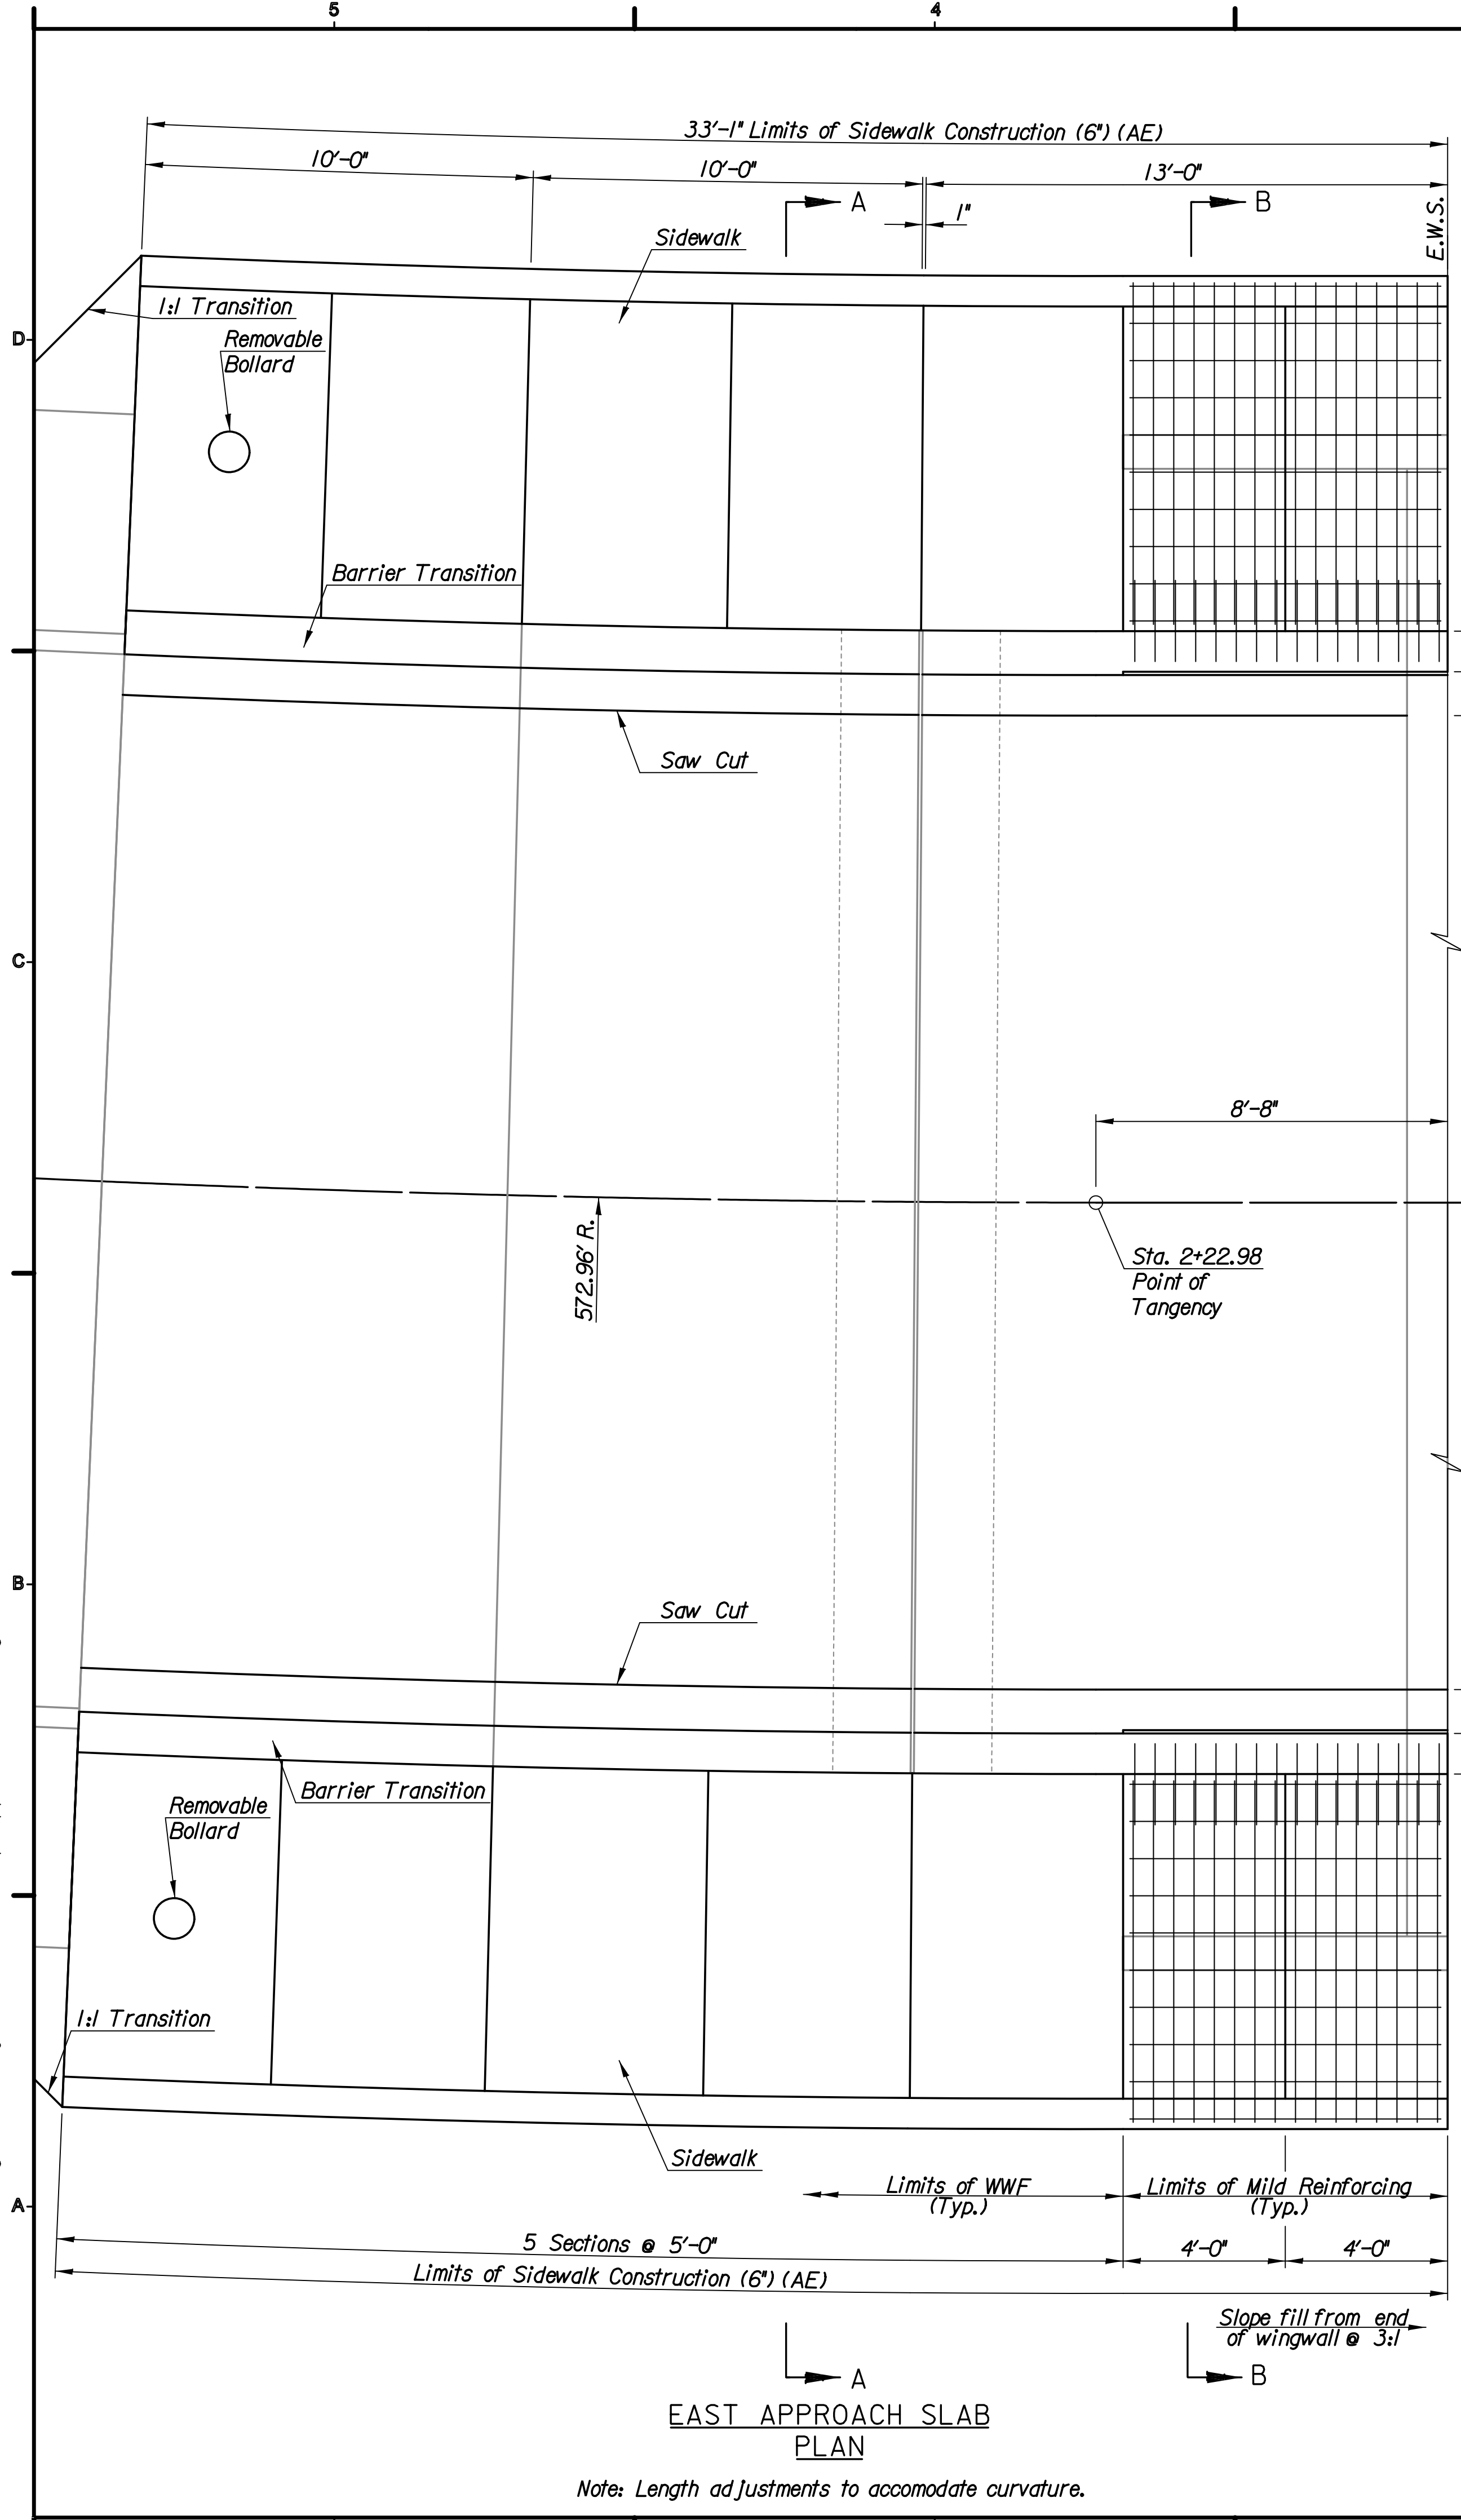 5
4
33'-1" Limits of Sidewalk Construction (6") (AE)
10'-0"
10'-0"
13'-0"
A
B
1"
E.W.S.
Sidewalk
1:1 Transition
Removable
Bollard
D
Barrier Transition
Saw Cut
C
8'-8"
572.96' R.
Sta. 2+22.98
Point of
Tangency
B
Saw Cut
Barrier Transition
Removable
Bollard
1:1 Transition
Sidewalk
A
Limits of WWF
(Typ.)
Limits of Mild Reinforcing
(Typ.)
5 Sections @ 5'-0"
4'-0"
4'-0"
Limits of Sidewalk Construction (6") (AE)
Slope fill from end
of wingwall @ 3:1
A
B
EAST APPROACH SLAB
PLAN
Note: Length adjustments to accomodate curvature.